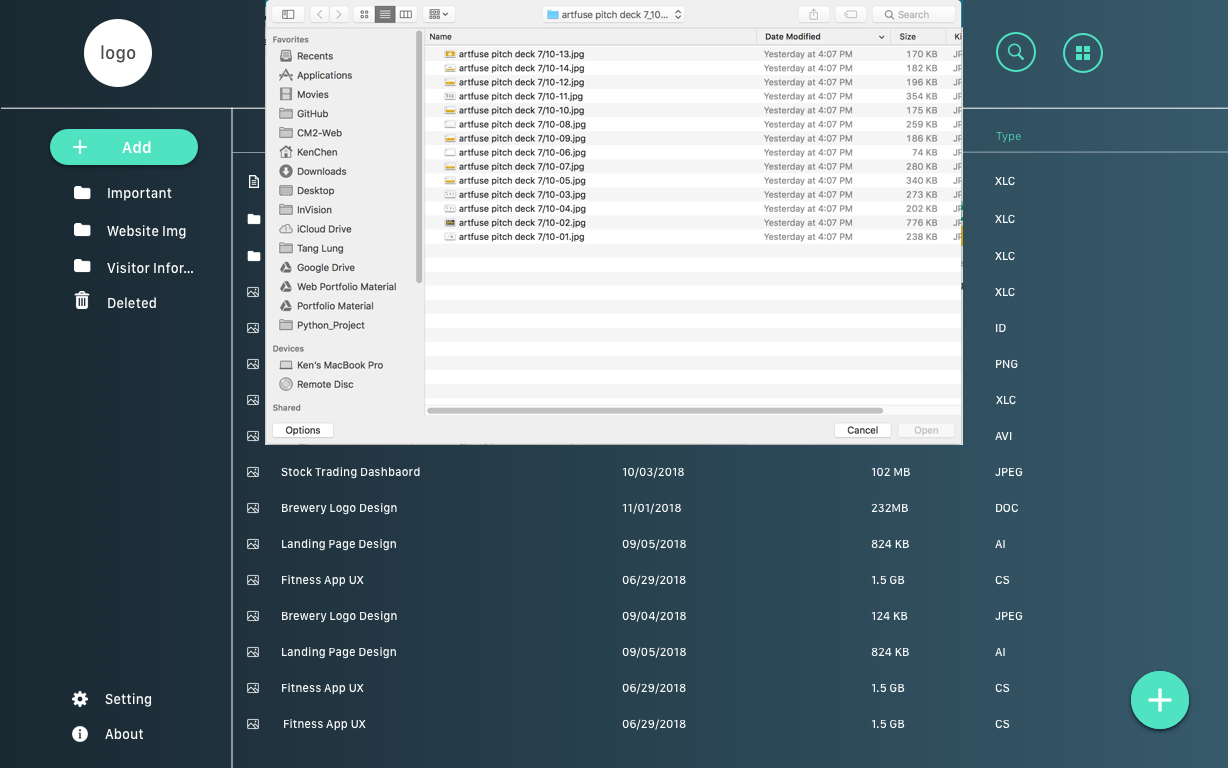 logo
artfuse pitch deck 7_10...
Search
Favorites
Recents
Applications
Movies
GitHub
CM2-Web
KenChen
Downloads
Desktop
InVision
iCloud Drive
Tang Lung
Google Drive
Web Portfolio Material
Portfolio Material
Python_Project
Devices
Ken's MacBook Pro
Remote Disc
Shared
Name Date Modified Size Ki
artfuse pitch deck 7/10-13.jpg Yesterday at 4:07 PM 170 KB JP
artfuse pitch deck 7/10-14.jpg Yesterday at 4:07 PM 182 KB JP
artfuse pitch deck 7/10-12.jpg Yesterday at 4:07 PM 196 KB JP
artfuse pitch deck 7/10-11.jpg Yesterday at 4:07 PM 354 KB JP
artfuse pitch deck 7/10-10.jpg Yesterday at 4:07 PM 175 KB JP
artfuse pitch deck 7/10-08.jpg Yesterday at 4:07 PM 259 KB JP
artfuse pitch deck 7/10-09.jpg Yesterday at 4:07 PM 186 KB JP
artfuse pitch deck 7/10-06.jpg Yesterday at 4:07 PM 74 KB JP
artfuse pitch deck 7/10-07.jpg Yesterday at 4:07 PM 280 KB JP
artfuse pitch deck 7/10-05.jpg Yesterday at 4:07 PM 340 KB JP
artfuse pitch deck 7/10-03.jpg Yesterday at 4:07 PM 273 KB JP
artfuse pitch deck 7/10-04.jpg Yesterday at 4:07 PM 202 KB JP
artfuse pitch deck 7/10-02.jpg Yesterday at 4:07 PM 776 KB JP
artfuse pitch deck 7/10-01.jpg Yesterday at 4:07 PM 238 KB JP
Options Cancel Open
+ Add
Important
Website Img
Visitor Infor...
Deleted
Setting
About
Type
XLC
XLC
XLC
XLC
ID
PNG
XLC
AVI
Stock Trading Dashbaord 10/03/2018 102 MB JPEG
Brewery Logo Design 11/01/2018 232MB DOC
Landing Page Design 09/05/2018 824 KB AI
Fitness App UX 06/29/2018 1.5 GB CS
Brewery Logo Design 09/04/2018 124 KB JPEG
Landing Page Design 09/05/2018 824 KB AI
Fitness App UX 06/29/2018 1.5 GB CS
Fitness App UX 06/29/2018 1.5 GB CS
+